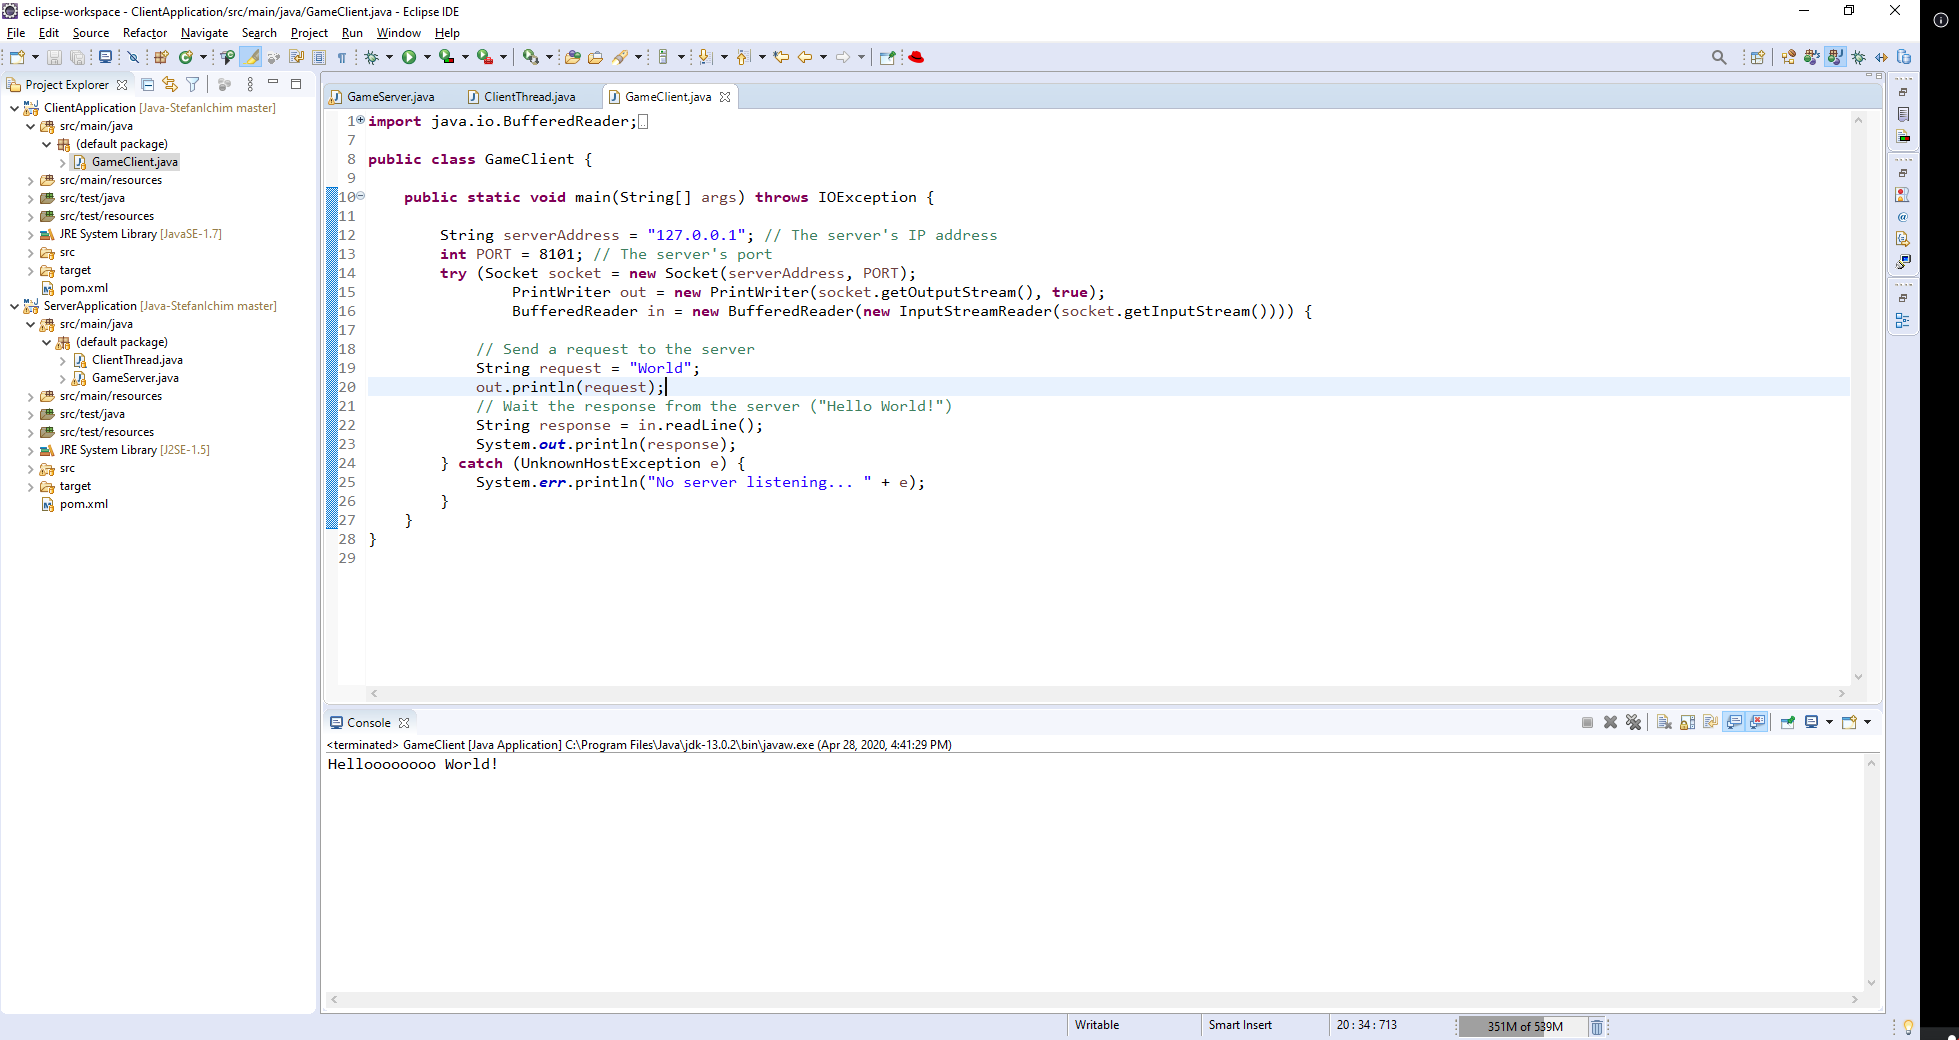 eclipse-workspace - ClientApplication/src/main/java/GameClient.java - Eclipse IDE
File Edit Source Refactor Navigate Search Project Run Window Help
Project Explorer
ClientApplication [Java-StefanIchim master]
src/main/java
(default package)
GameClient.java
src/main/resources
src/test/java
src/test/resources
JRE System Library [JavaSE-1.7]
src
target
pom.xml
ServerApplication [Java-StefanIchim master]
src/main/java
(default package)
ClientThread.java
GameServer.java
src/main/resources
src/test/java
src/test/resources
JRE System Library [J2SE-1.5]
src
target
pom.xml
GameServer.java ClientThread.java GameClient.java
1 import java.io.BufferedReader;
7
8 public class GameClient {
9
10 public static void main(String[] args) throws IOException {
11
12 String serverAddress = "127.0.0.1"; // The server's IP address
13 int PORT = 8101; // The server's port
14 try (Socket socket = new Socket(serverAddress, PORT);
15 PrintWriter out = new PrintWriter(socket.getOutputStream(), true);
16 BufferedReader in = new BufferedReader(new InputStreamReader(socket.getInputStream()))) {
17
18 // Send a request to the server
19 String request = "World";
20 out.println(request);
21 // Wait the response from the server ("Hello World!")
22 String response = in.readLine();
23 System.out.println(response);
24 } catch (UnknownHostException e) {
25 System.err.println("No server listening... " + e);
26 }
27 }
28 }
29
Console
<terminated> GameClient [Java Application] C:\Program Files\Java\jdk-13.0.2\bin\javaw.exe (Apr 28, 2020, 4:41:29 PM)
Helloooooooo World!
Writable Smart Insert 20 : 34 : 713 351M of 539M